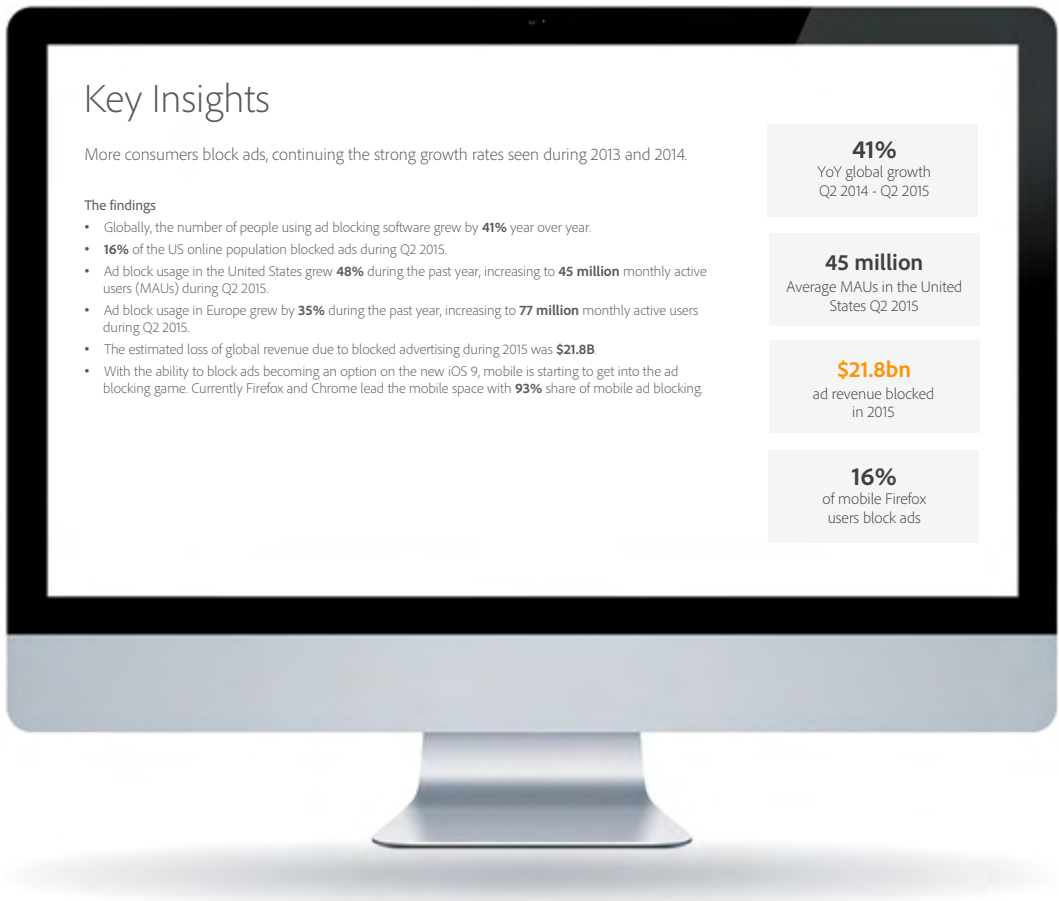 Key Insights
More consumers block ads, continuing the strong growth rates seen during 2013 and 2014.
The findings
• Globally, the number of people using ad blocking software grew by 41% year over year.
• 16% of the US online population blocked ads during Q2 2015.
• Ad block usage in the United States grew 48% during the past year, increasing to 45 million monthly active
users (MAUs) during Q2 2015.
• Ad block usage in Europe grew by 35% during the past year, increasing to 77 million monthly active users
during Q2 2015.
• The estimated loss of global revenue due to blocked advertising during 2015 was $21.8B.
• With the ability to block ads becoming an option on the new iOS 9, mobile is starting to get into the ad
blocking game. Currently Firefox and Chrome lead the mobile space with 93% share of mobile ad blocking.
41%
YoY global growth
Q2 2014 - Q2 2015
45 million
Average MAUs in the United
States Q2 2015
$21.8bn
ad revenue blocked
in 2015
16%
of mobile Firefox
users block ads